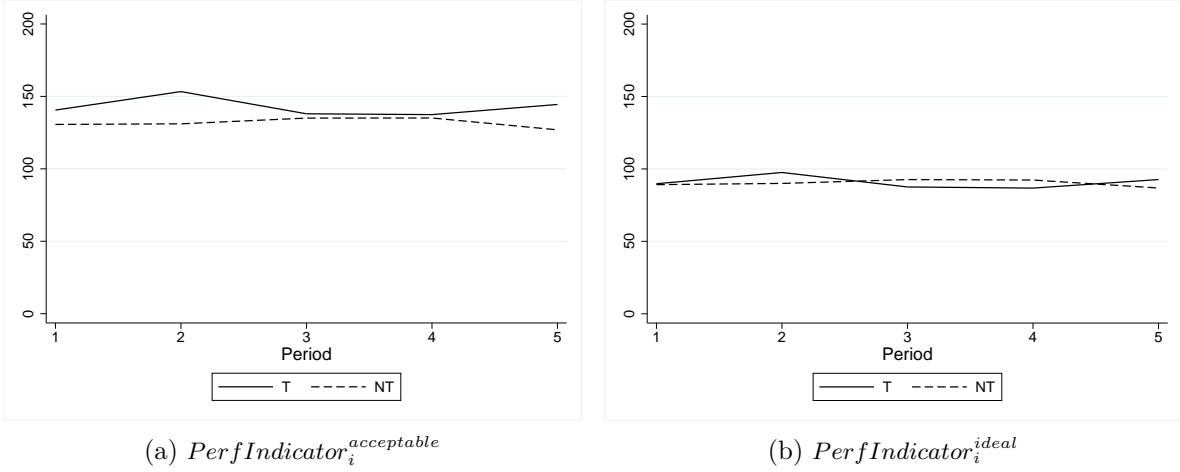 200
150
100
50
0
1 2 3 4 5
Period
T NT
(a) PerfIndicator_i^{acceptable}
200
150
100
50
0
1 2 3 4 5
Period
T NT
(b) PerfIndicator_i^{ideal}